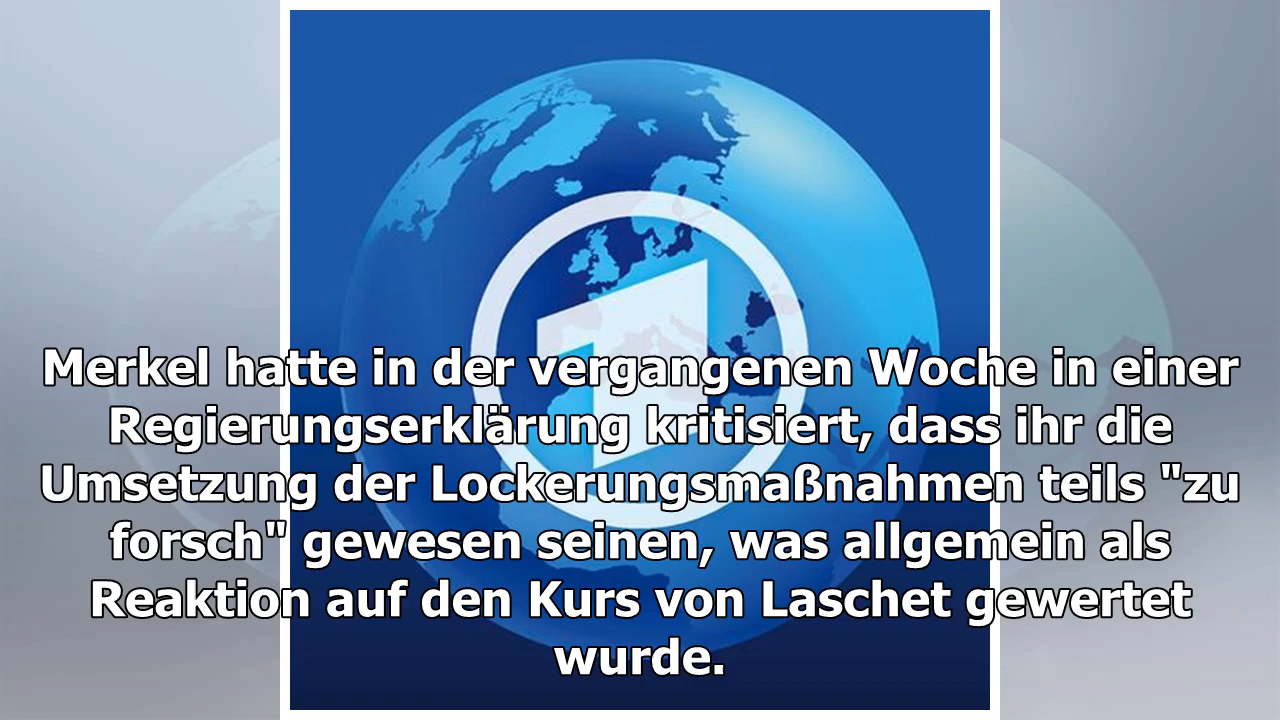 Merkel hatte in der vergangenen Woche in einer
Regierungserklärung kritisiert, dass ihr die
Umsetzung der Lockerungsmaßnahmen teils "zu
forsch" gewesen seinen, was allgemein als
Reaktion auf den Kurs von Laschet gewertet
wurde.